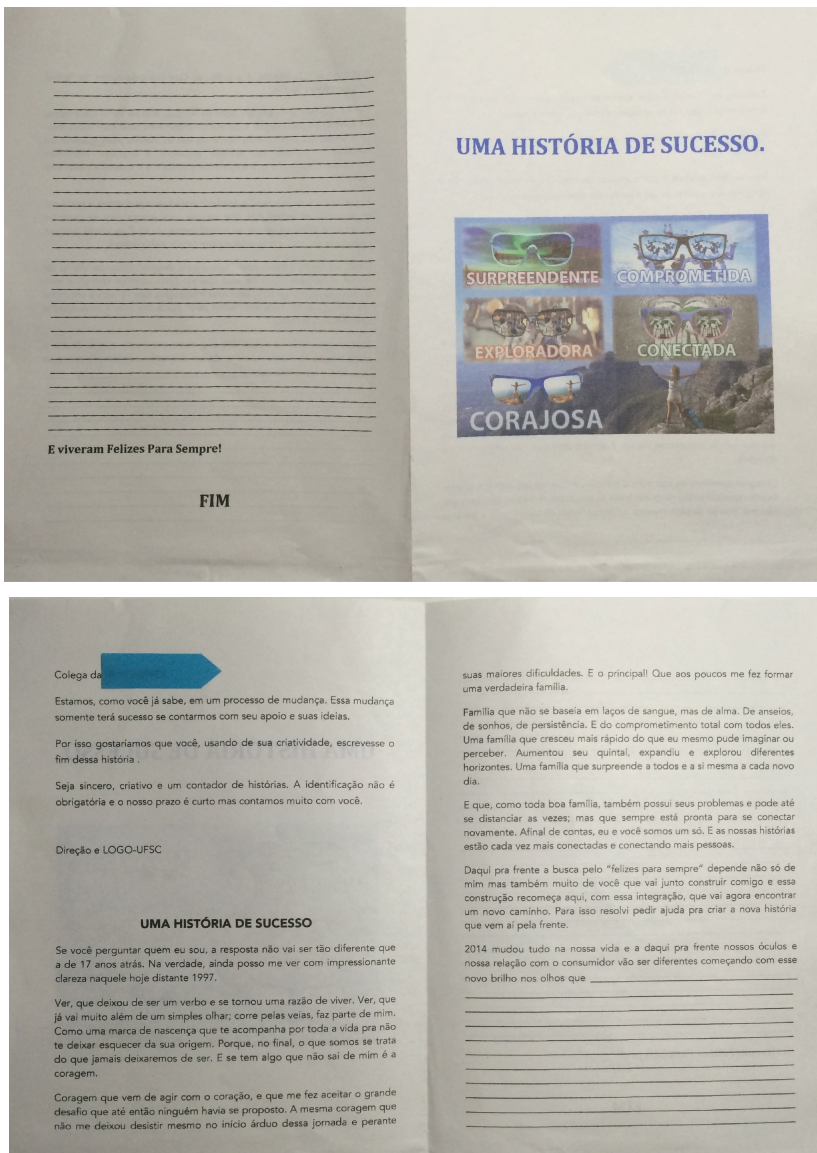 E viveram Felizes Para Sempre!
FIM
UMA HISTÓRIA DE SUCESSO.
SURPREENDENTE
COMPROMETIDA
EXPLORADORA
CONECTADA
CORAJOSA
Colega da
Estamos, como você já sabe, em um processo de mudança. Essa mudança
somente terá sucesso se contarmos com seu apoio e suas ideias.
Por isso gostaríamos que você, usando de sua criatividade, escrevesse o
fim dessa história .
Seja sincero, criativo e um contador de histórias. A identificação não é
obrigatória e o nosso prazo é curto mas contamos muito com você.
Direção e LOGO-UFSC
UMA HISTÓRIA DE SUCESSO
Se você perguntar quem eu sou, a resposta não vai ser tão diferente que
a de 17 anos atrás. Na verdade, ainda posso me ver com impressionante
clareza naquele hoje distante 1997.
Ver, que deixou de ser um verbo e se tornou uma razão de viver. Ver, que
já vai muito além de um simples olhar; corre pelas veias, faz parte de mim.
Como uma marca de nascença que te acompanha por toda a vida pra não
te deixar esquecer da sua origem. Porque, no final, o que somos se trata
do que jamais deixaremos de ser. E se tem algo que não sai de mim é a
coragem.
Coragem que vem de agir com o coração, e que me fez aceitar o grande
desafio que até então ninguém havia se proposto. A mesma coragem que
não me deixou desistir mesmo no início árduo dessa jornada e perante
suas maiores dificuldades. E o principal! Que aos poucos me fez formar
uma verdadeira família.
Família que não se baseia em laços de sangue, mas de alma. De anseios,
de sonhos, de persistência. E do comprometimento total com todos eles.
Uma família que cresceu mais rápido do que eu mesmo pude imaginar ou
perceber. Aumentou seu quintal, expandiu e explorou diferentes
horizontes. Uma família que surpreende a todos e a si mesma a cada novo
dia.
E que, como toda boa família, também possui seus problemas e pode até
se distanciar as vezes; mas que sempre está pronta para se conectar
novamente. Afinal de contas, eu e você somos um só. E as nossas histórias
estão cada vez mais conectadas e conectando mais pessoas.
Daqui pra frente a busca pelo "felizes para sempre" depende não só de
mim mas também muito de você que vai junto construir comigo e essa
construção recomeça aqui, com essa integração, que vai agora encontrar
um novo caminho. Para isso resolvi pedir ajuda pra criar a nova história
que vem aí pela frente.
2014 mudou tudo na nossa vida e a daqui pra frente nossos óculos e
nossa relação com o consumidor vão ser diferentes começando com esse
novo brilho nos olhos que